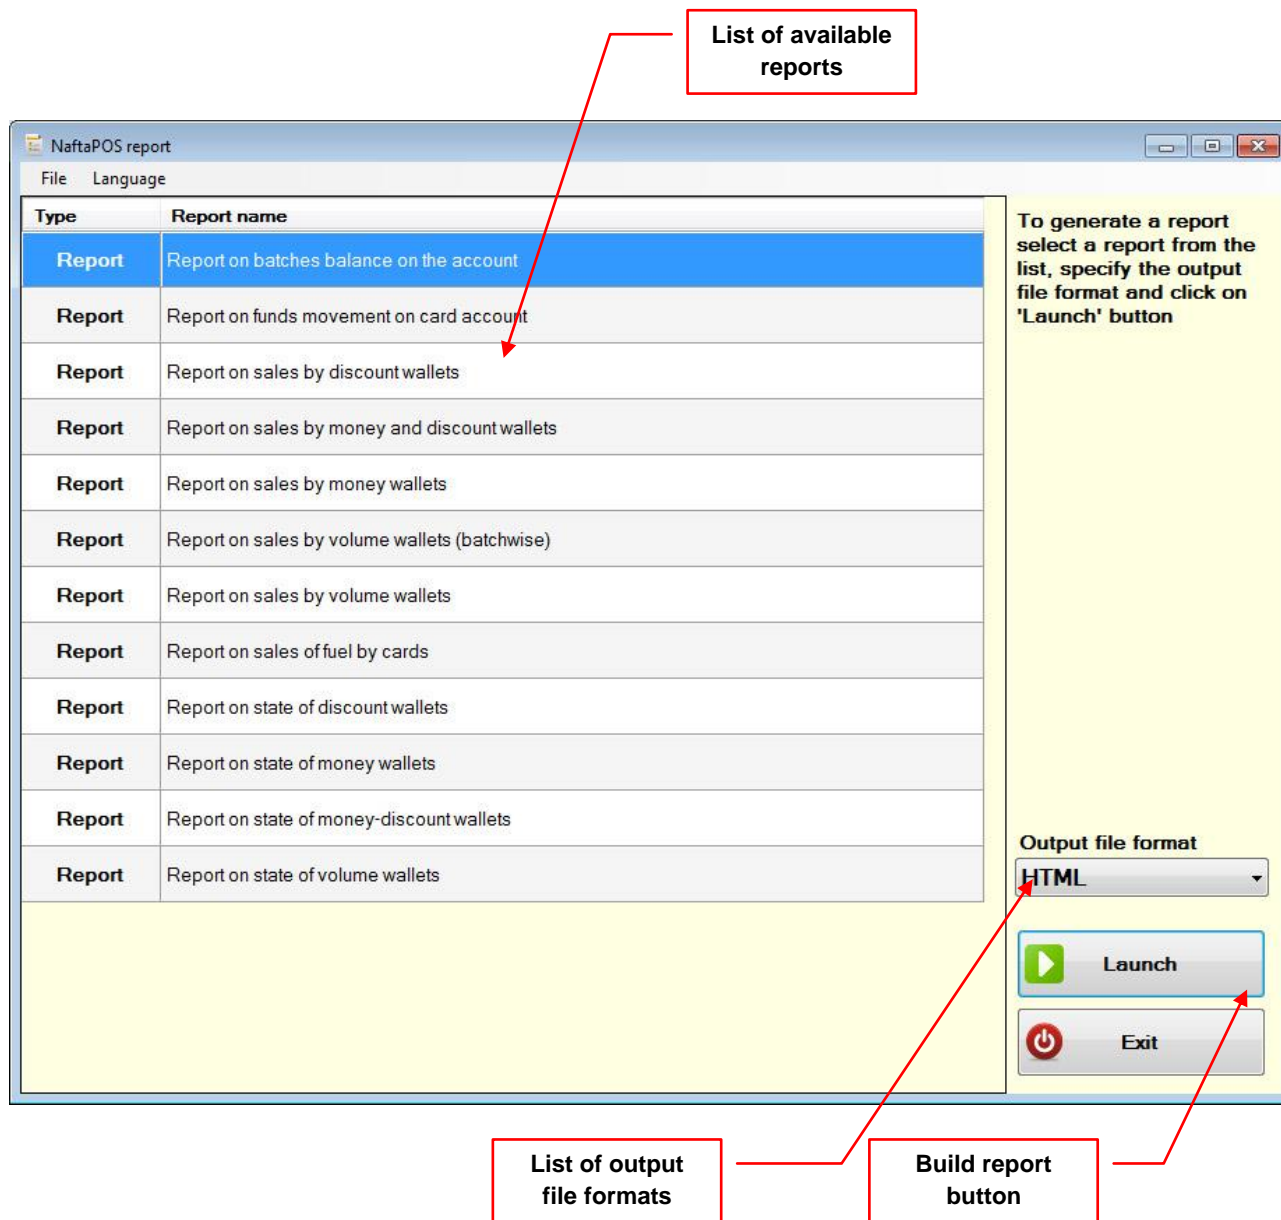 List of available
reports
NaftaPOS report
File Language
Type Report name
Report Report on batches balance on the account
Report Report on funds movement on card account
Report Report on sales by discount wallets
Report Report on sales by money and discount wallets
Report Report on sales by money wallets
Report Report on sales by volume wallets (batchwise)
Report Report on sales by volume wallets
Report Report on sales of fuel by cards
Report Report on state of discount wallets
Report Report on state of money wallets
Report Report on state of money-discount wallets
Report Report on state of volume wallets
To generate a report
select a report from the
list, specify the output
file format and click on
'Launch' button
Output file format
HTML
Launch
Exit
List of output
file formats
Build report
button